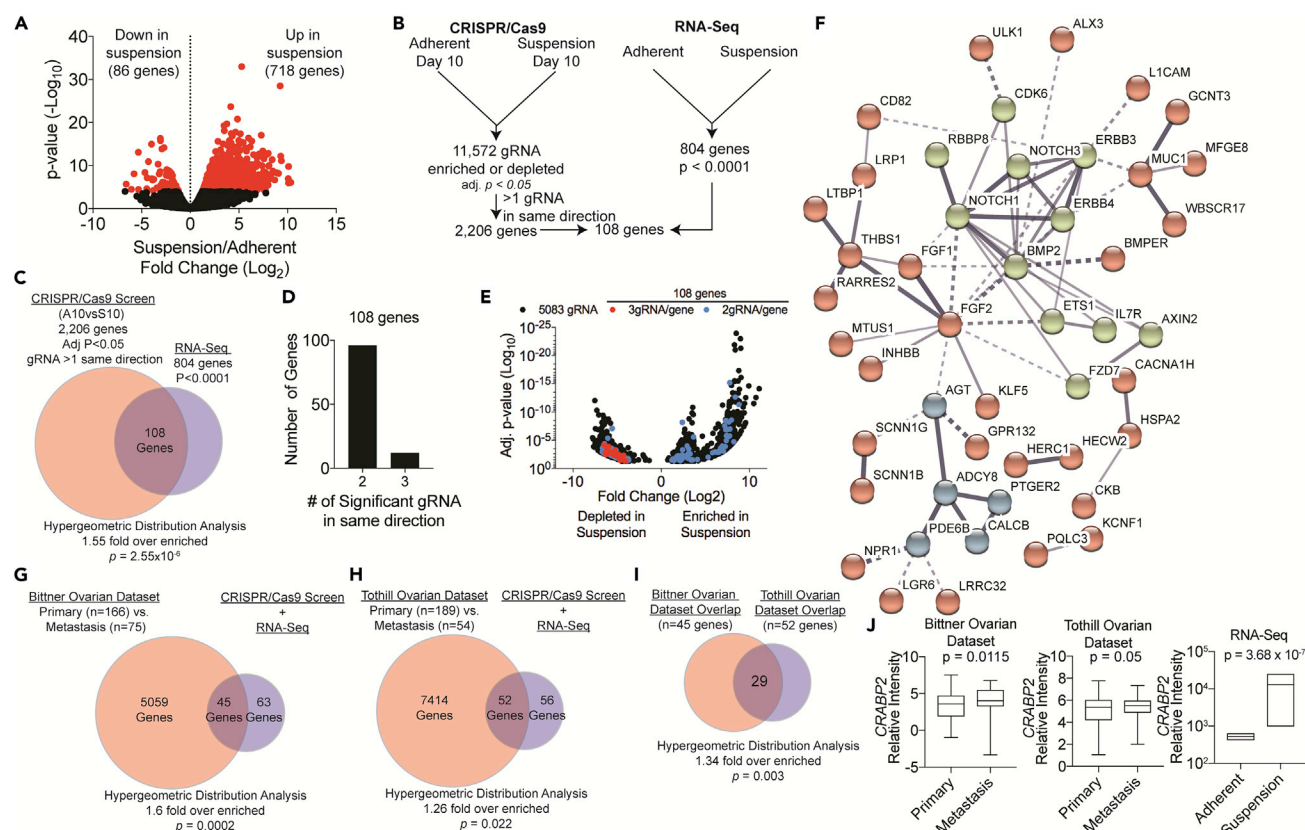 A
Down in
suspension
(86 genes)
Up in
suspension
(718 genes)
p-value (-Log10)
40
30
20
10
0
-10
-5
0
5
10
15
Suspension/Adherent
Fold Change (Log2)
B
CRISPR/Cas9
Adherent
Day 10
Suspension
Day 10
RNA-Seq
Adherent
Suspension
11,572 gRNA
enriched or depleted
adj. p < 0.05
>1 gRNA
in same direction
2,206 genes
108 genes
804 genes
p < 0.0001
C
CRISPR/Cas9 Screen
(A10vsS10)
2,206 genes
Adj P<0.05
gRNA >1 same direction
RNA-Seq
804 genes
P<0.0001
108
Genes
Hypergeometric Distribution Analysis
1.55 fold over enriched
p = 2.55x10-6
D
108 genes
Number of Genes
100
50
0
2
3
# of Significant gRNA
in same direction
E
108 genes
5083 gRNA
3gRNA/gene
2gRNA/gene
Adj. p-value (Log10)
10-25
10-20
10-15
10-10
10-5
100
-10
0
10
Fold Change (Log2)
Depleted in
Suspension
Enriched in
Suspension
F
ULK1
ALX3
L1CAM
GCNT3
CD82
CDK6
ERBB3
RBBP8
NOTCH3
MUC1
MFGE8
LRP1
LTBP1
NOTCH1
ERBB4
WBSCR17
THBS1
FGF1
BMP2
BMPER
RARRES2
FGF2
ETS1
IL7R
AXIN2
MTUS1
INHBB
FZD7
CACNA1H
AGT
KLF5
HSPA2
SCNN1G
GPR132
HERC1
HECW2
SCNN1B
ADCY8
PTGER2
CKB
PDE6B
CALCB
KCNF1
PQLC3
NPR1
LGR6
LRRC32
G
Bittner Ovarian Dataset
Primary (n=166) vs.
Metastasis (n=75)
CRISPR/Cas9 Screen
+
RNA-Seq
5059
Genes
45
Genes
63
Genes
Hypergeometric Distribution Analysis
1.6 fold over enriched
p = 0.0002
H
Tothill Ovarian Dataset
Primary (n=189) vs.
Metastasis (n=54)
CRISPR/Cas9 Screen
+
RNA-Seq
7414
Genes
52
Genes
56
Genes
Hypergeometric Distribution Analysis
1.26 fold over enriched
p = 0.022
I
Bittner Ovarian
Dataset Overlap
(n=45 genes)
Tothill Ovarian
Dataset Overlap
(n=52 genes)
29
Hypergeometric Distribution Analysis
1.34 fold over enriched
p = 0.003
J
Bittner Ovarian
Dataset
p = 0.0115
CRABP2
Relative Intensity
10
5
0
-5
Primary
Metastasis
Tothill Ovarian
Dataset
p = 0.05
CRABP2
Relative Intensity
10
8
6
4
2
0
Primary
Metastasis
RNA-Seq
p = 3.68 x 10-7
CRABP2
Relative Intensity
105
104
103
102
Adherent
Suspension